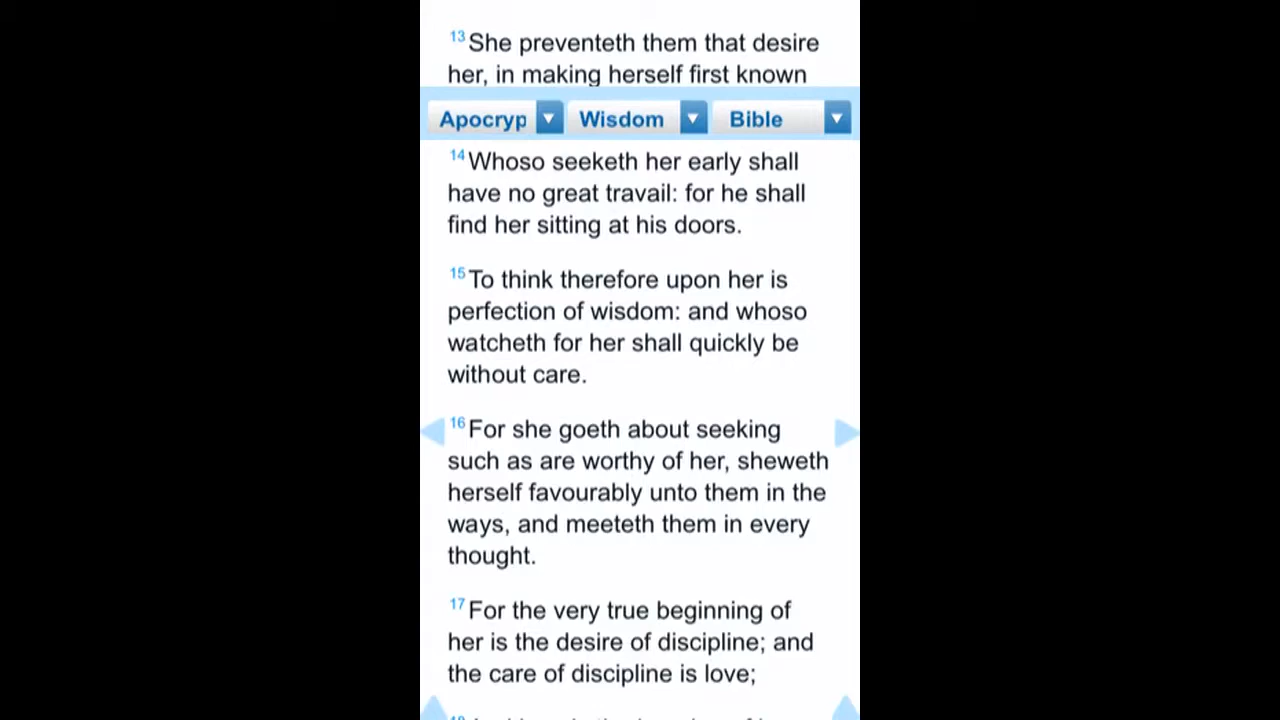 13 She preventeth them that desire
her, in making herself first known
Apocryp Wisdom Bible
14 Whoso seeketh her early shall
have no great travail: for he shall
find her sitting at his doors.
15 To think therefore upon her is
perfection of wisdom: and whoso
watcheth for her shall quickly be
without care.
16 For she goeth about seeking
such as are worthy of her, sheweth
herself favourably unto them in the
ways, and meeteth them in every
thought.
17 For the very true beginning of
her is the desire of discipline; and
the care of discipline is love;